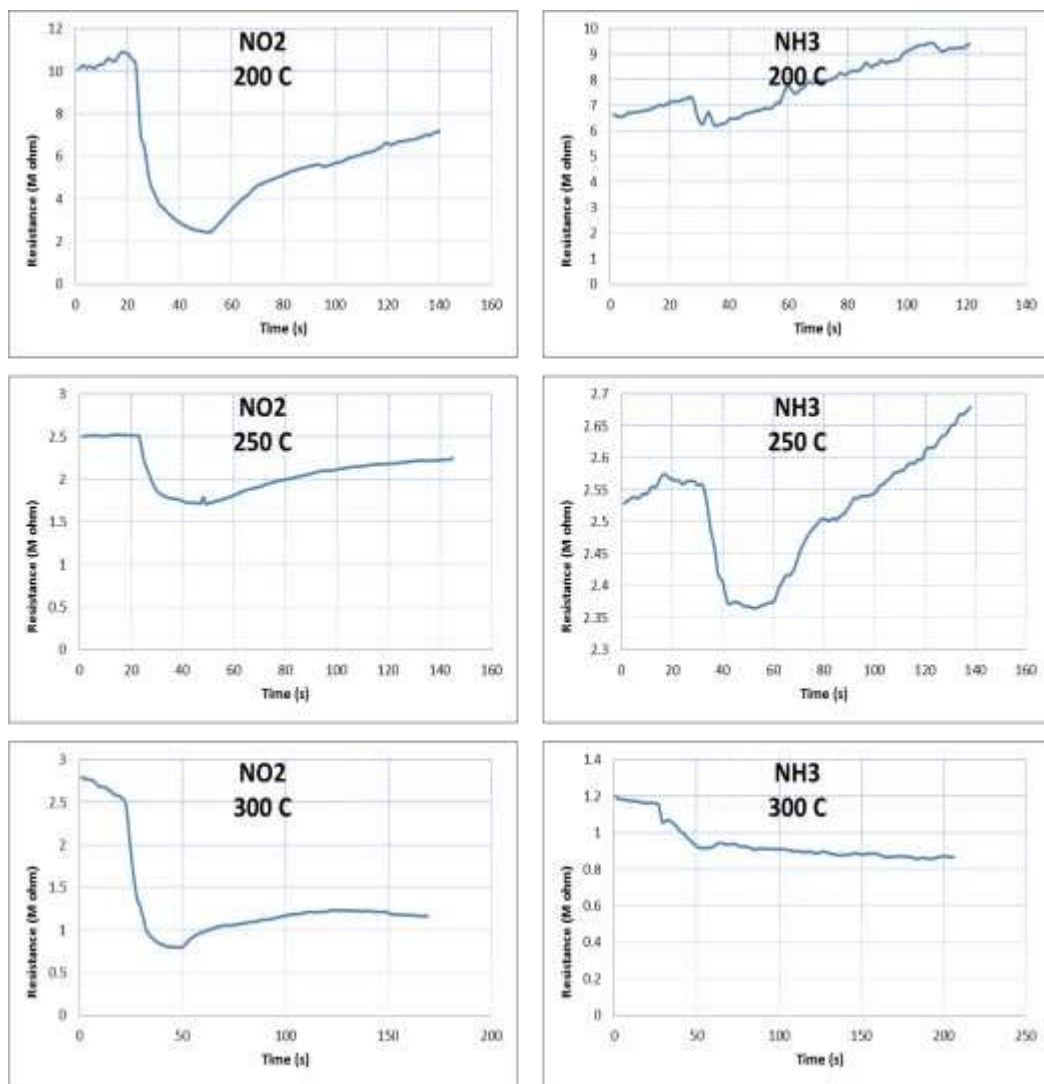 NO2
200 C
Resistance (M ohm)
12
10
8
6
4
2
0
0 20 40 60 80 100 120 140 160
Time (s)
NH3
200 C
Resistance (M ohm)
10
9
8
7
6
5
4
3
2
1
0
0 20 40 60 80 100 120 140
Time (s)
NO2
250 C
Resistance (M ohm)
3
2.5
2
1.5
1
0.5
0
0 20 40 60 80 100 120 140 160
Time (s)
NH3
250 C
Resistance (M ohm)
2.7
2.65
2.6
2.55
2.5
2.45
2.4
2.35
2.3
0 20 40 60 80 100 120 140 160
Time (s)
NO2
300 C
Resistance (M ohm)
3
2.5
2
1.5
1
0.5
0
0 50 100 150 200
Time (s)
NH3
300 C
Resistance (M ohm)
1.4
1.2
1
0.8
0.6
0.4
0.2
0
0 50 100 150 200 250
Time (s)